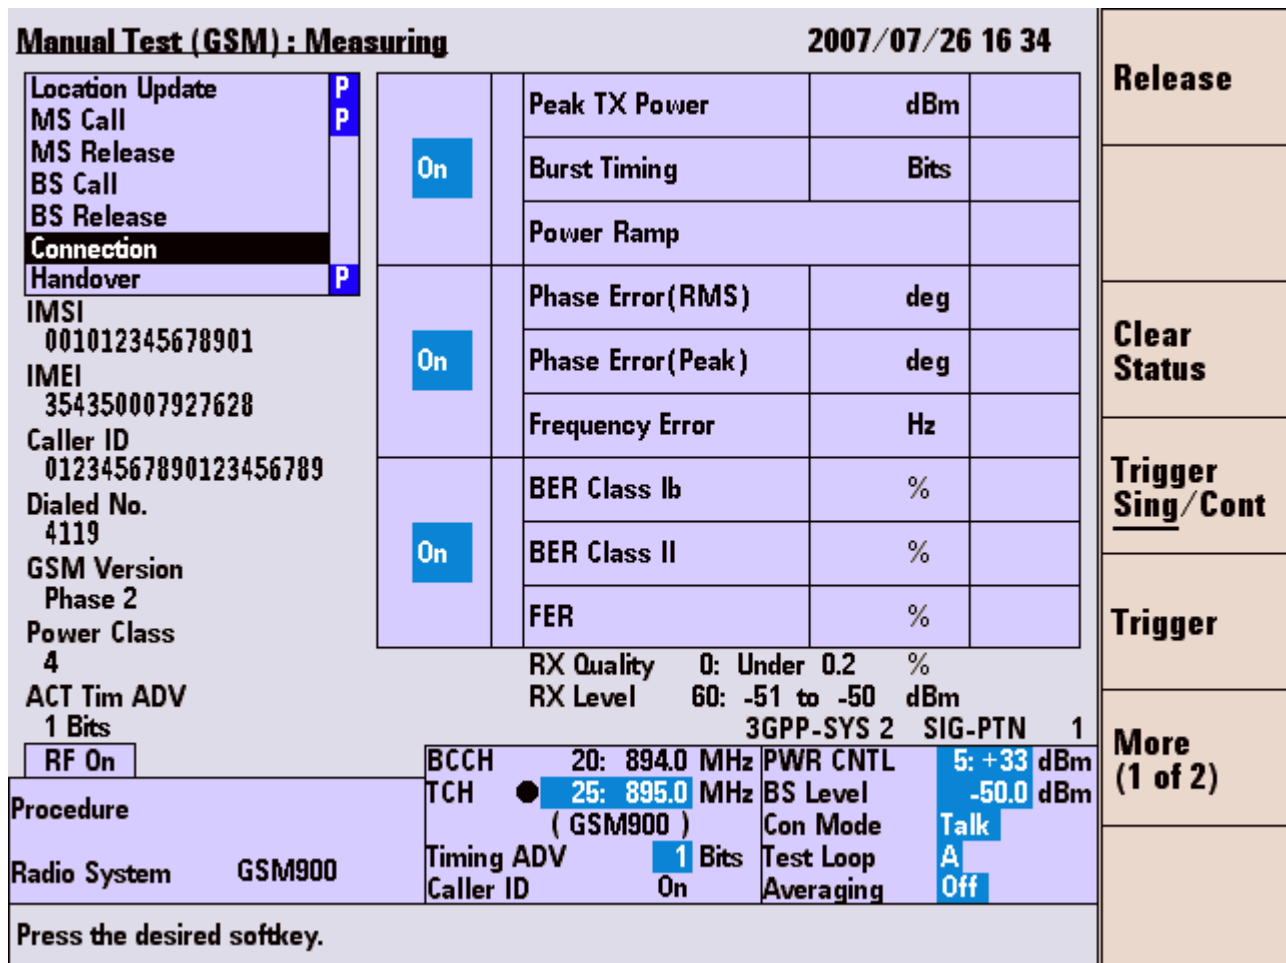 Manual Test (GSM) : Measuring 2007/07/26 16 34
Location Update P
MS Call P
MS Release
BS Call
BS Release
Connection
Handover P
IMSI
001012345678901
IMEI
354350007927628
Caller ID
01234567890123456789
Dialed No.
4119
GSM Version
Phase 2
Power Class
4
ACT Tim ADV
1 Bits
On
Peak TX Power dBm
Burst Timing Bits
Power Ramp
On
Phase Error(RMS) deg
Phase Error(Peak) deg
Frequency Error Hz
On
BER Class Ib %
BER Class II %
FER %
RX Quality 0: Under 0.2 %
RX Level 60: -51 to -50 dBm
3GPP-SYS 2 SIG-PTN 1
RF On
Procedure
Radio System GSM900
BCCH 20: 894.0 MHz
TCH 25: 895.0 MHz
( GSM900 )
Timing ADV 1 Bits
Caller ID On
PWR CNTL 5: +33 dBm
BS Level -50.0 dBm
Con Mode Talk
Test Loop A
Averaging Off
Press the desired softkey.
Release
Clear
Status
Trigger
Sing/Cont
Trigger
More
(1 of 2)